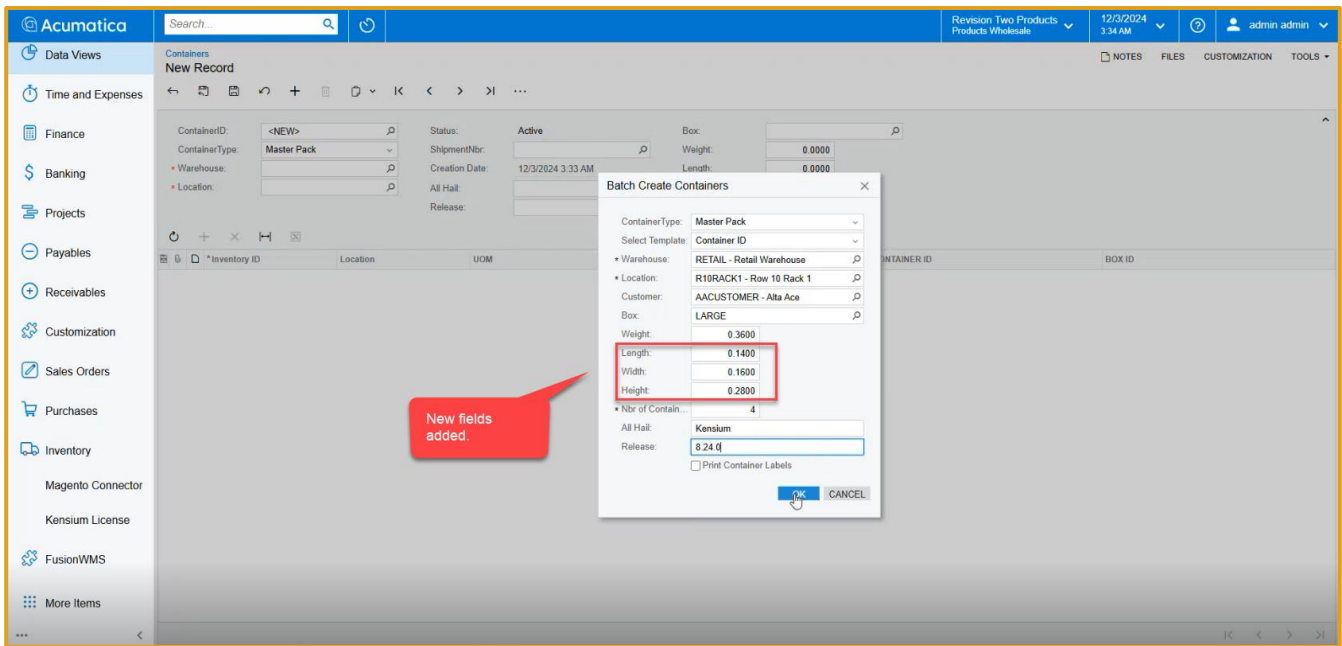 Acumatica
Search...
Revision Two Products
Products Wholesale
12/3/2024
3:34 AM
admin admin
Data Views
Time and Expenses
Finance
Banking
Projects
Payables
Receivables
Customization
Sales Orders
Purchases
Inventory
Magento Connector
Kensium License
FusionWMS
More Items
Containers
New Record
NOTES FILES CUSTOMIZATION TOOLS
ContainerID: <NEW>
ContainerType: Master Pack
* Warehouse:
* Location:
Status: Active
ShipmentNbr:
Creation Date: 12/3/2024 3:33 AM
All Hail:
Release:
Box:
Weight: 0.0000
Length: 0.0000
* Inventory ID Location UOM ONTAINER ID BOX ID
Batch Create Containers
ContainerType: Master Pack
Select Template: Container ID
* Warehouse: RETAIL - Retail Warehouse
* Location: R10RACK1 - Row 10 Rack 1
Customer: AACUSTOMER - Alta Ace
Box: LARGE
Weight: 0.3600
Length: 0.1400
Width: 0.1600
Height: 0.2800
* Nbr of Contain... 4
All Hail: Kensium
Release: 8.24.0
Print Container Labels
OK CANCEL
New fields
added.